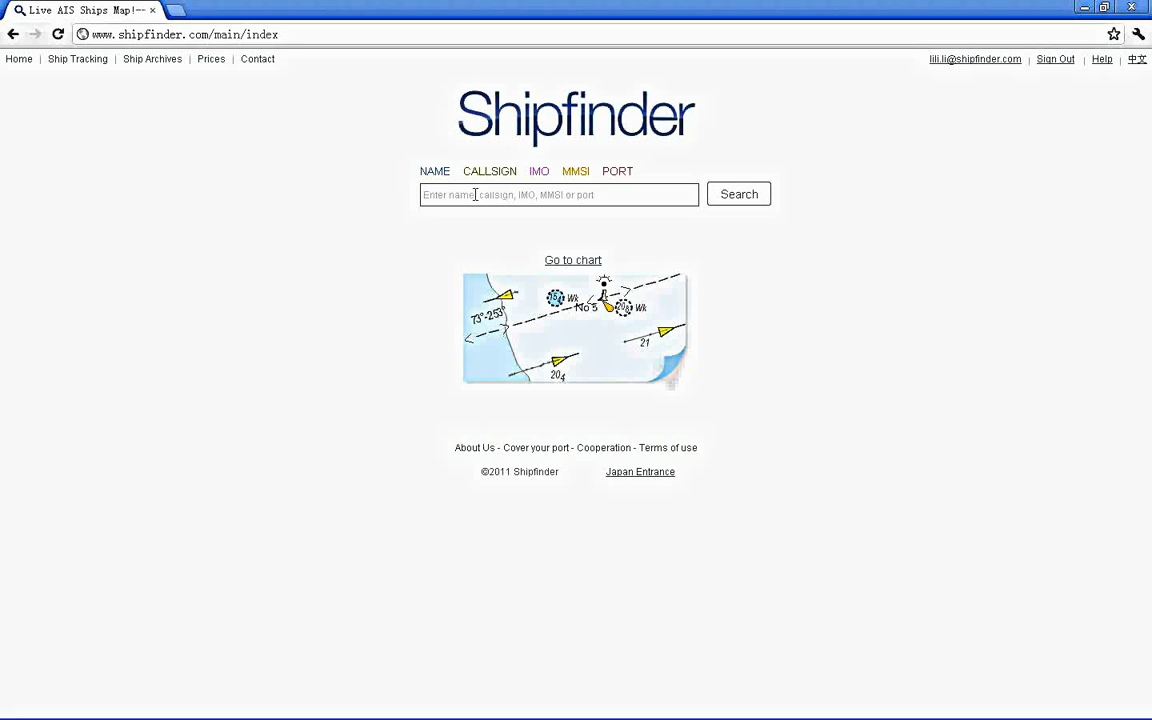 Live AIS Ships Map!--
www.shipfinder.com/main/index
Home | Ship Tracking | Ship Archives | Prices | Contact
lili.li@shipfinder.com | Sign Out | Help | 中文
Shipfinder
NAME CALLSIGN IMO MMSI PORT
Enter name, callsign, IMO, MMSI or port
Search
Go to chart
Wk
No 5
Wk
73°-253°
21
204
About Us - Cover your port - Cooperation - Terms of use
©2011 Shipfinder
Japan Entrance